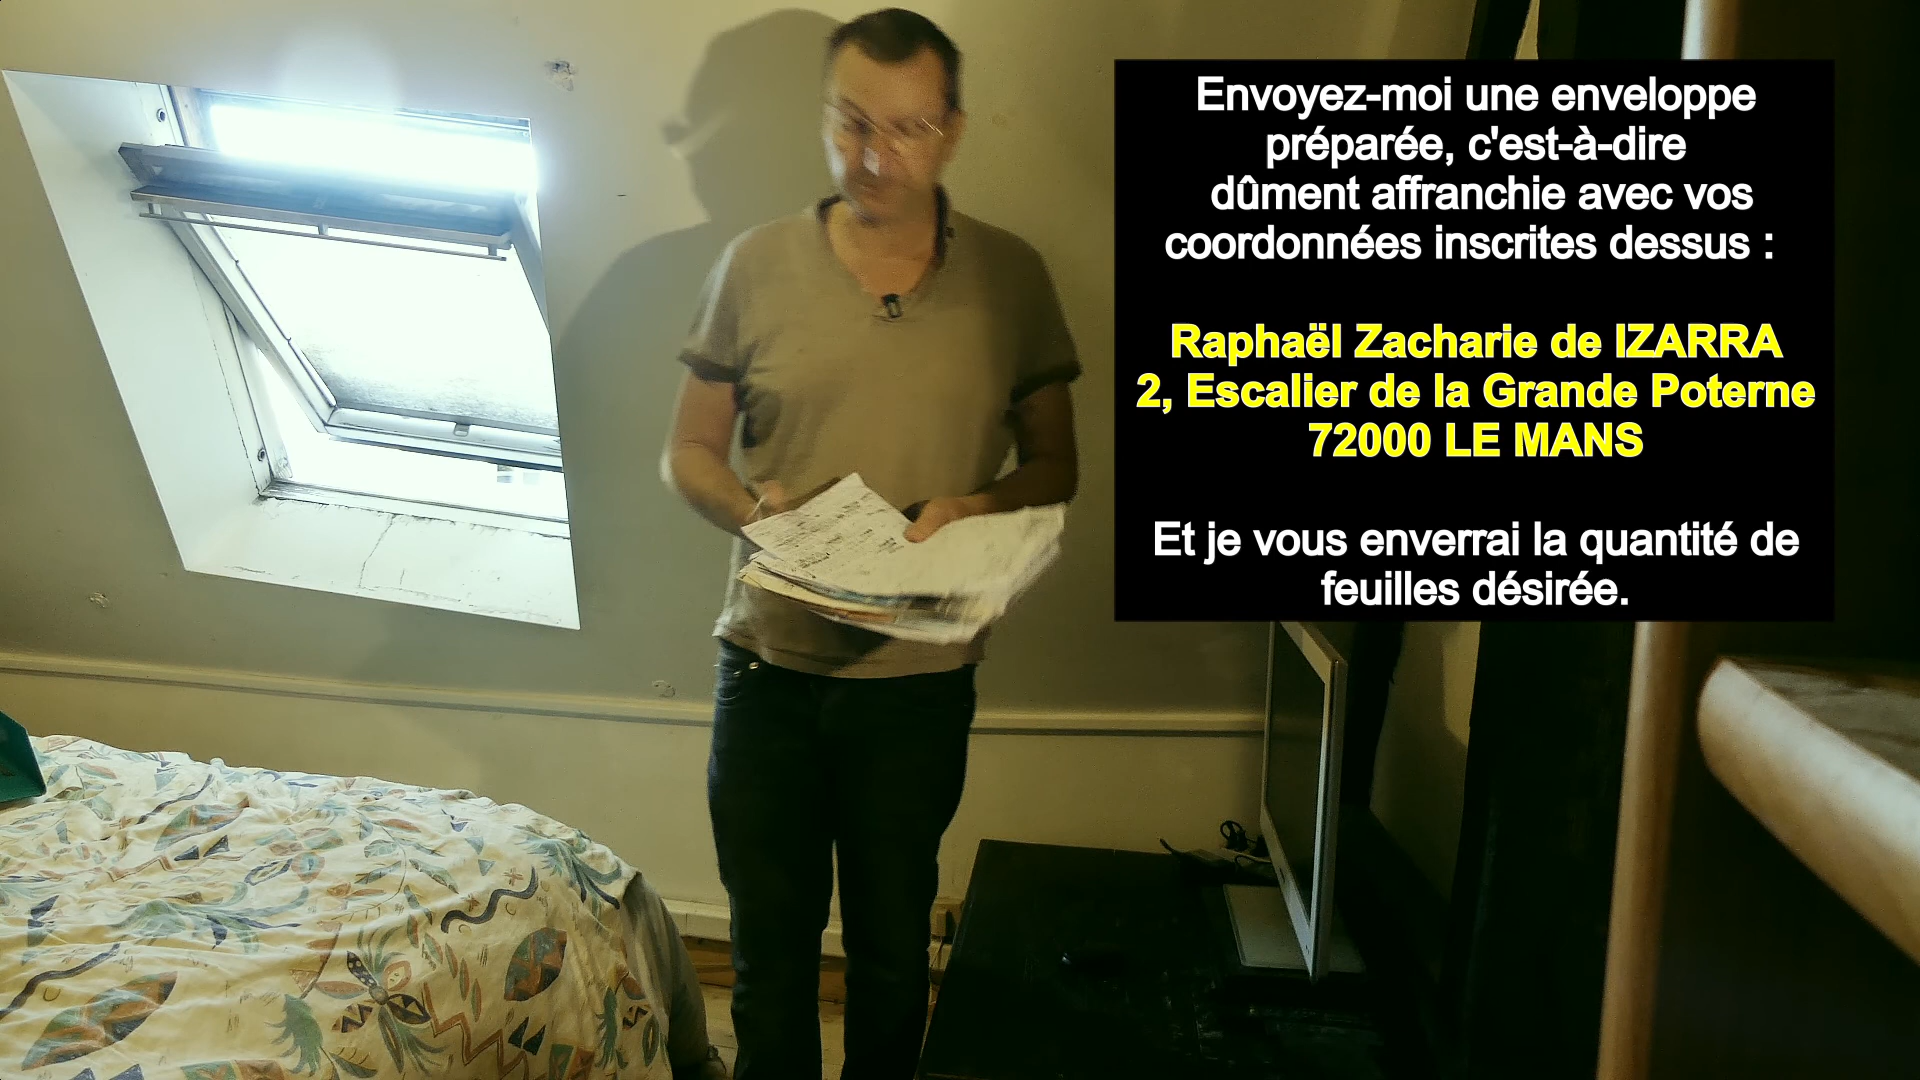 Envoyez-moi une enveloppe
préparée, c'est-à-dire
dûment affranchie avec vos
coordonnées inscrites dessus :
Raphaël Zacharie de IZARRA
2, Escalier de la Grande Poterne
72000 LE MANS
Et je vous enverrai la quantité de
feuilles désirée.